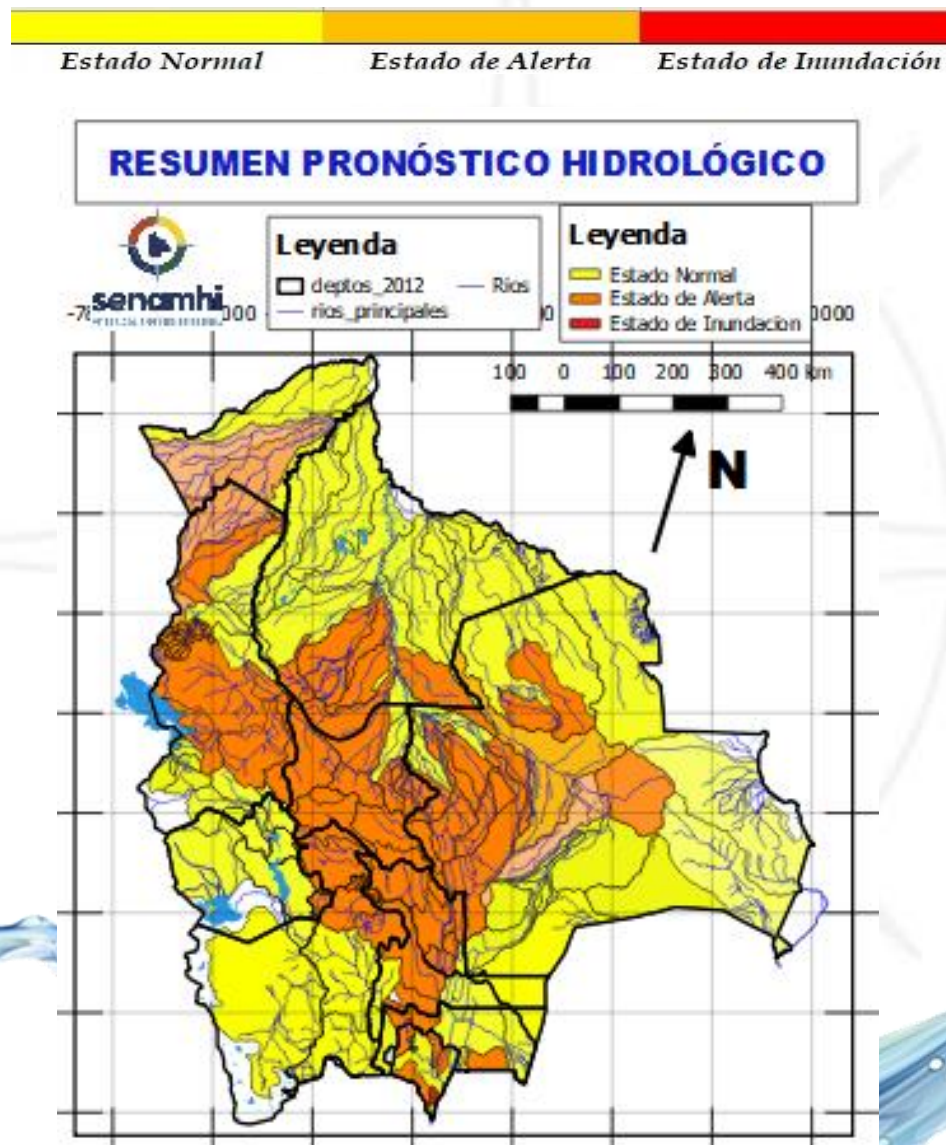 Estado Normal Estado de Alerta Estado de Inundación
RESUMEN PRONÓSTICO HIDROLÓGICO
senamhi
Leyenda
deptos_2012 Rios
rios_principales
Leyenda
Estado Normal
Estado de Alerta
Estado de Inundacion
100 0 100 200 300 400 km
N